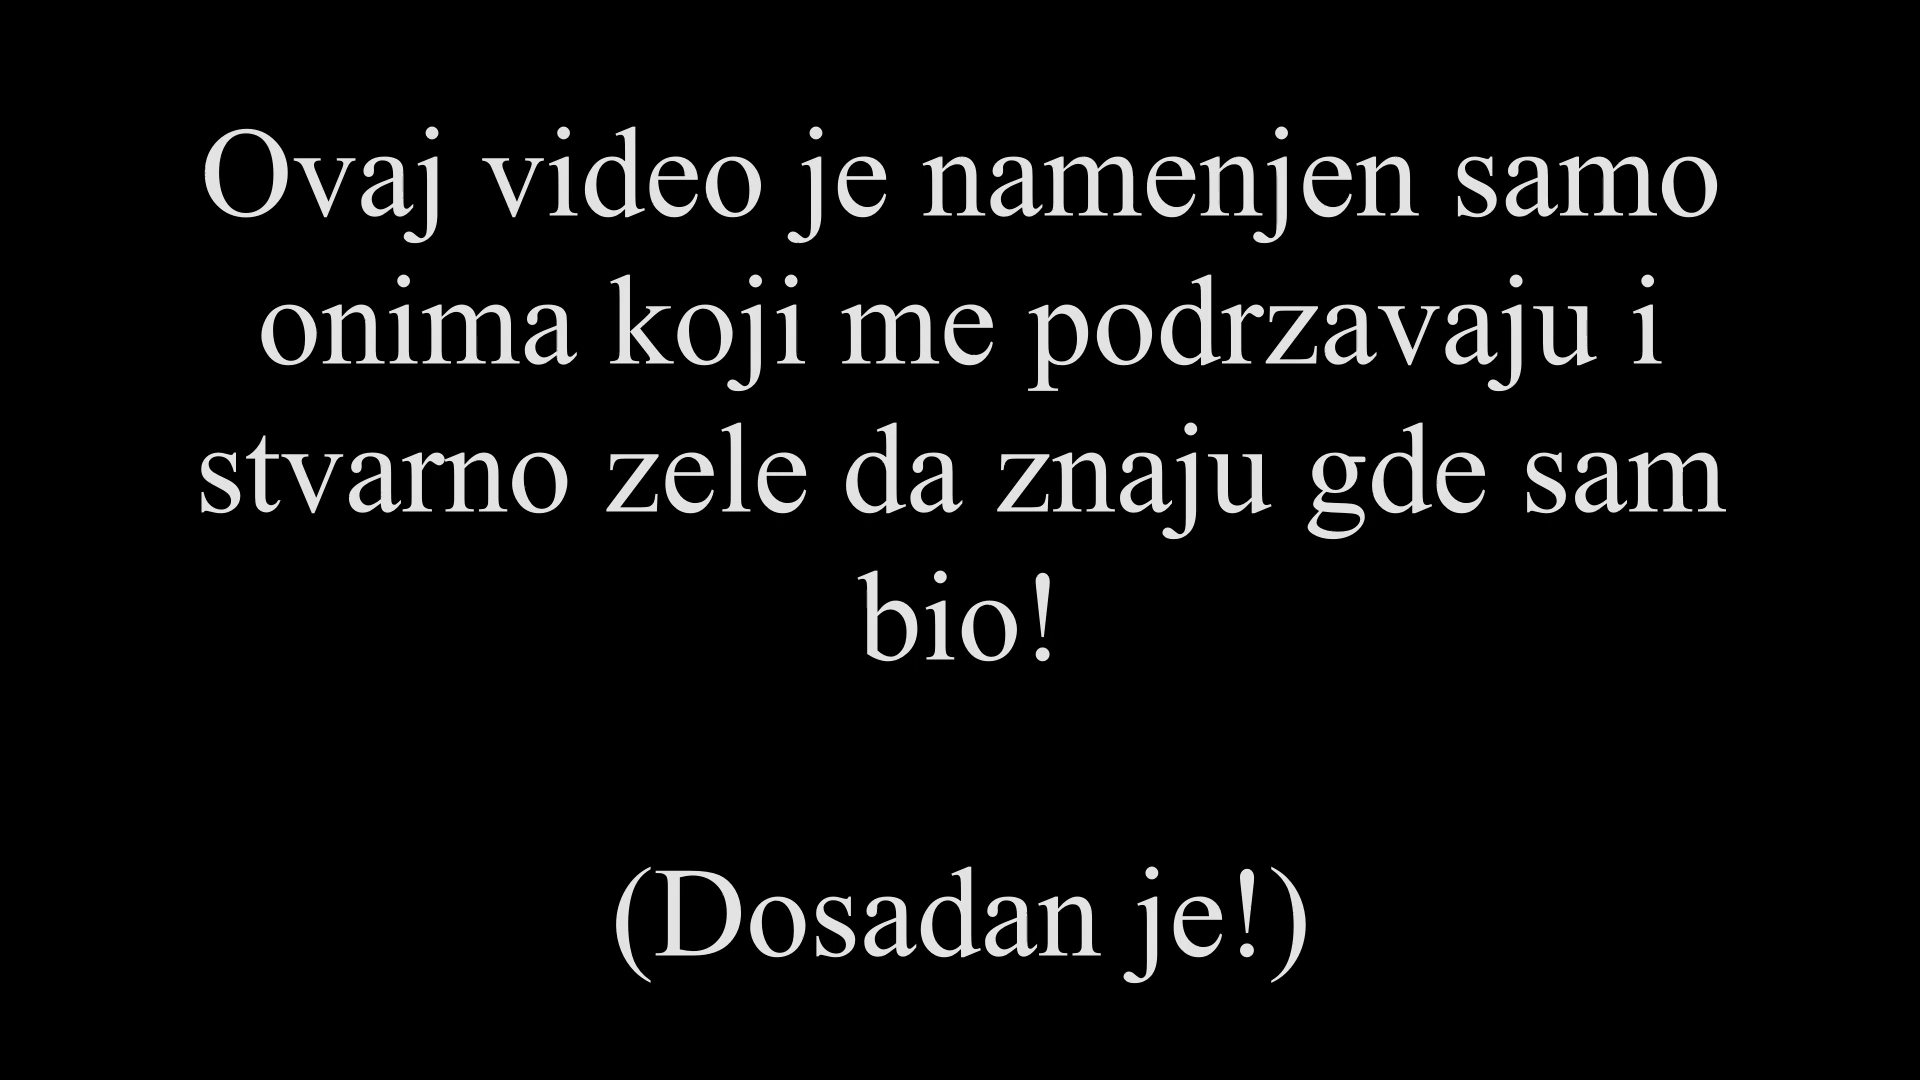 Ovaj video je namenjen samo
onima koji me podrzavaju i
stvarno zele da znaju gde sam
bio!
(Dosadan je!)